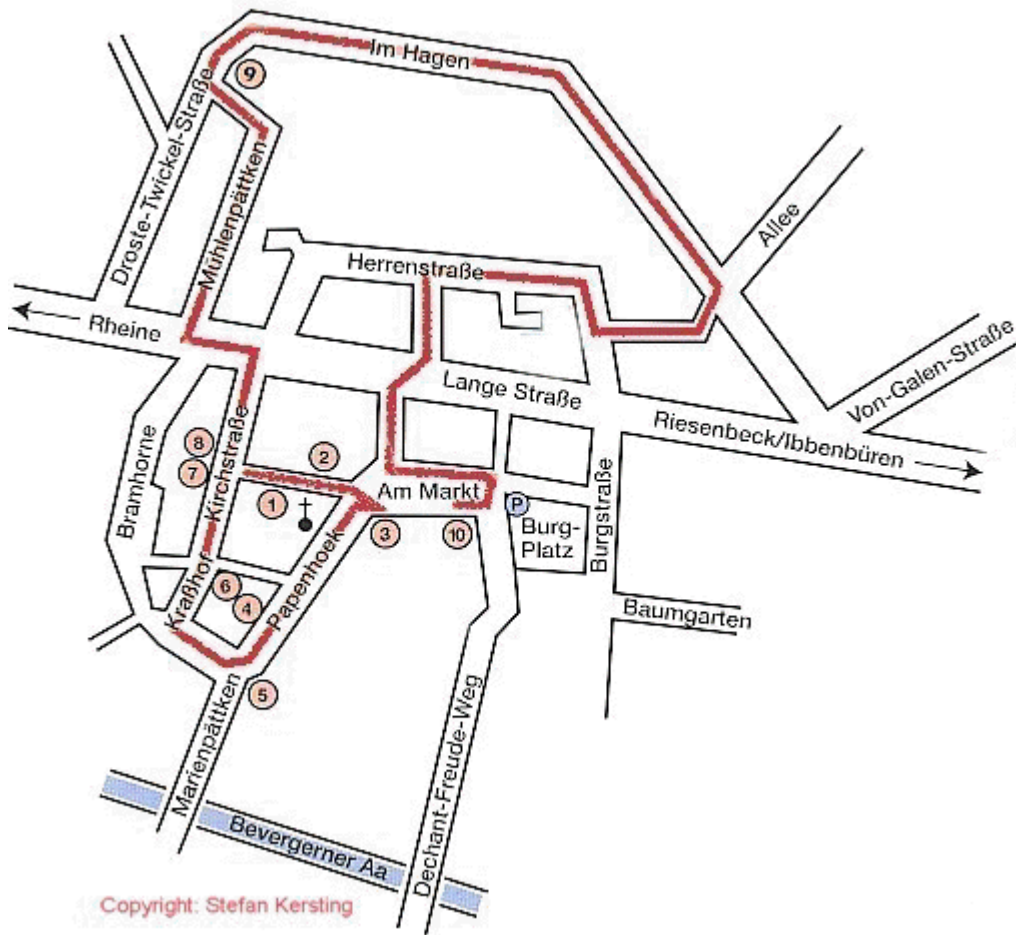 Im Hagen
9
Droste-Twickel-Straße
Mühlenpättken
Allee
Herrenstraße
Rheine
Lange Straße
Von-Galen-Straße
Riesenbeck/Ibbenbüren
Bramhorne
8
7
Kirchstraße
2
1
Am Markt
P
3
10
Burg-
Platz
Burgstraße
Kraßhof
6
4
Papenhoek
Baumgarten
5
Marienpättken
Dechant-Freude-Weg
Bevergerner Aa
Copyright: Stefan Kersting